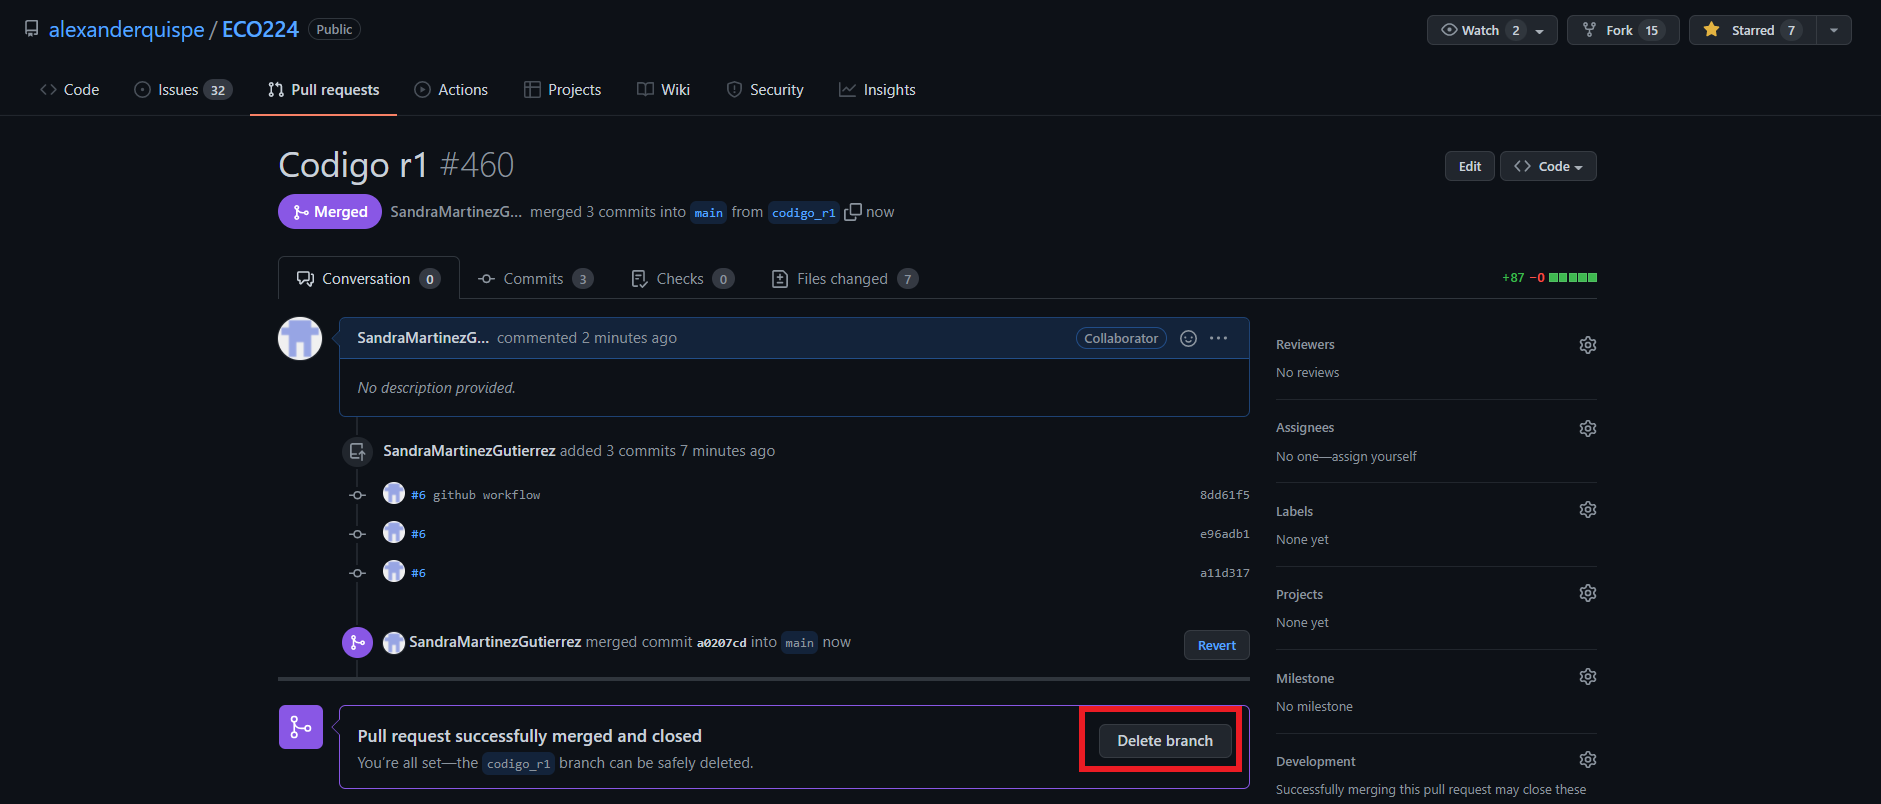 alexanderquispe / ECO224 Public
Watch 2
Fork 15
Starred 7
Code
Issues 32
Pull requests
Actions
Projects
Wiki
Security
Insights
Codigo r1 #460
Edit
Code
Merged
SandraMartinezG... merged 3 commits into main from codigo_r1 now
Conversation 0
Commits 3
Checks 0
Files changed 7
+87 −0
SandraMartinezG... commented 2 minutes ago
Collaborator
No description provided.
SandraMartinezGutierrez added 3 commits 7 minutes ago
#6 github workflow 8dd61f5
#6 e96adb1
#6 a11d317
SandraMartinezGutierrez merged commit a0207cd into main now
Revert
Pull request successfully merged and closed
You're all set—the codigo_r1 branch can be safely deleted.
Delete branch
Reviewers
No reviews
Assignees
No one—assign yourself
Labels
None yet
Projects
None yet
Milestone
No milestone
Development
Successfully merging this pull request may close these